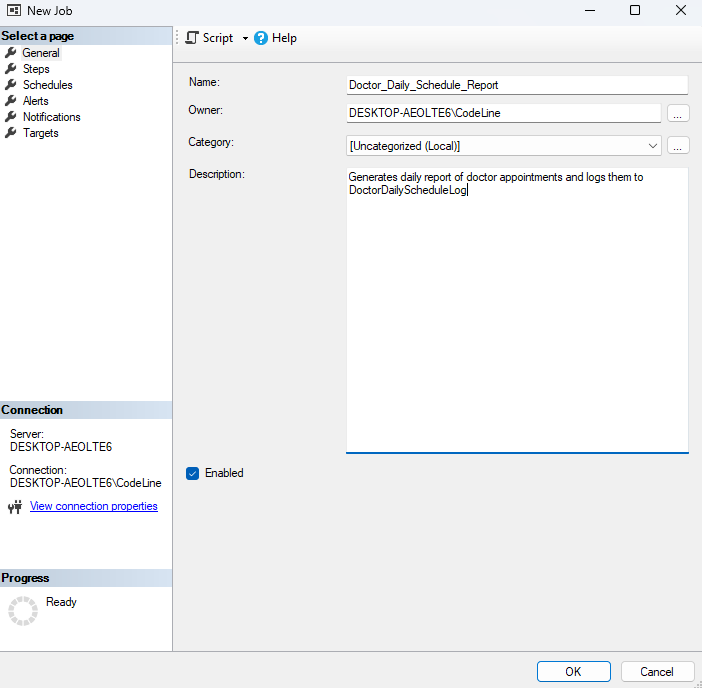 New Job
Select a page
General
Steps
Schedules
Alerts
Notifications
Targets
Script
Help
Name:
Doctor_Daily_Schedule_Report
Owner:
DESKTOP-AEOLTE6\CodeLine
...
Category:
[Uncategorized (Local)]
...
Description:
Generates daily report of doctor appointments and logs them to
DoctorDailyScheduleLog
Enabled
Connection
Server:
DESKTOP-AEOLTE6
Connection:
DESKTOP-AEOLTE6\CodeLine
View connection properties
Progress
Ready
OK
Cancel